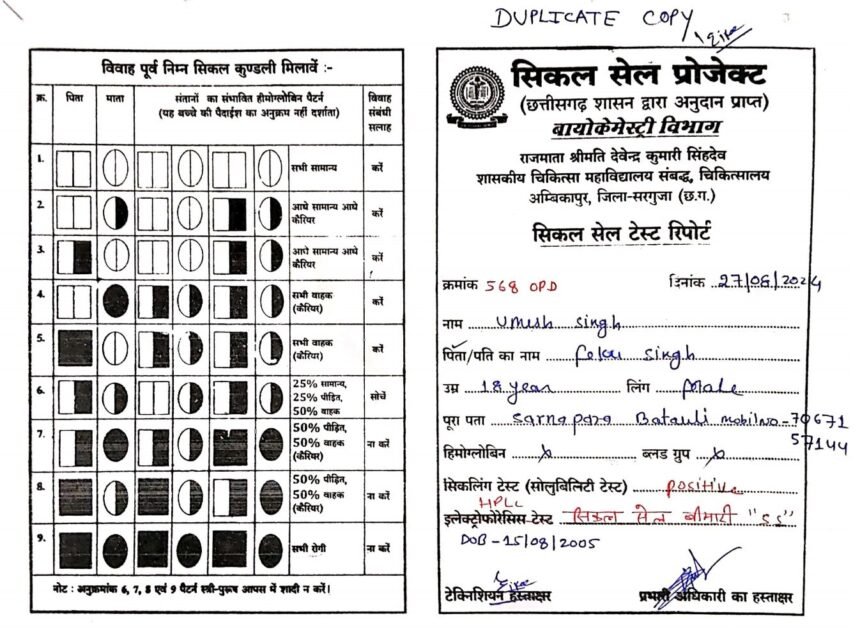 DUPLICATE COPY
विवाह पूर्व निम्न सिकल कुण्डली मिलावें :-
क्र. पिता माता संतानों का संभावित हीमोग्लोबिन पैटर्न (यह बच्चे की पैदाईश का अनुक्रम नहीं दर्शाता) विवाह संबंधी सलाह
1. सभी सामान्य करें
2. आधे सामान्य आधे कैरियर करें
3. आधे सामान्य आधे कैरियर करें
4. सभी वाहक (कैरियर) करें
5. सभी वाहक (कैरियर) करें
6. 25% सामान्य, 25% पीड़ित, 50% वाहक सोचें
7. 50% पीड़ित, 50% वाहक (कैरियर) ना करें
8. 50% पीड़ित, 50% वाहक (कैरियर) ना करें
9. सभी रोगी ना करें
नोट : अनुक्रमांक 6, 7, 8 एवं 9 पैटर्न स्त्री-पुरूष आपस में शादी न करें।
सिकल सेल प्रोजेक्ट
(छत्तीसगढ़ शासन द्वारा अनुदान प्राप्त)
बायोकेमेस्ट्री विभाग
राजमाता श्रीमति देवेन्द्र कुमारी सिंहदेव
शासकीय चिकित्सा महाविद्यालय संबद्ध, चिकित्सालय
अम्बिकापुर, जिला-सरगुजा (छ.ग.)
सिकल सेल टेस्ट रिपोर्ट
क्रमांक 568 OPD दिनांक 27/06/2024
नाम Umesh Singh
पिता/पति का नाम Feku Singh
उम्र 18 year लिंग Male
पूरा पता Sarnapara Batauli mobil no - 70671
57144
हिमोग्लोबिन x ब्लड ग्रुप x
सिकलिंग टेस्ट (सोलुबिलिटी टेस्ट) Positive
HPLC
इलेक्ट्रोफोरेसिस टेस्ट सिकल सेल बीमारी "SS"
DOB - 15/08/2005
टेक्निशियन हस्ताक्षर प्रभारी अधिकारी का हस्ताक्षर